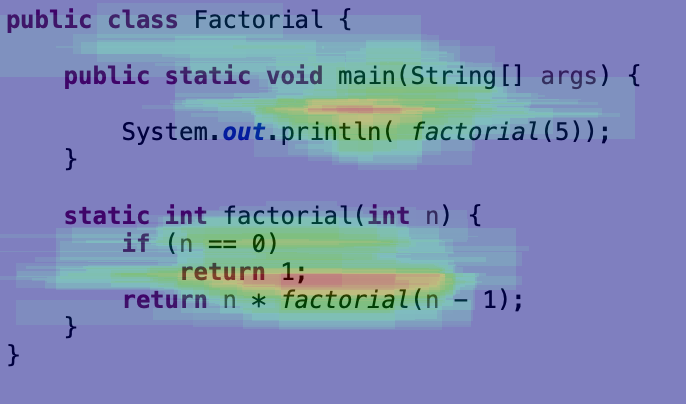 public class Factorial {
public static void main(String[] args) {
System.out.println( factorial(5));
}
static int factorial(int n) {
if (n == 0)
return 1;
return n * factorial(n - 1);
}
}